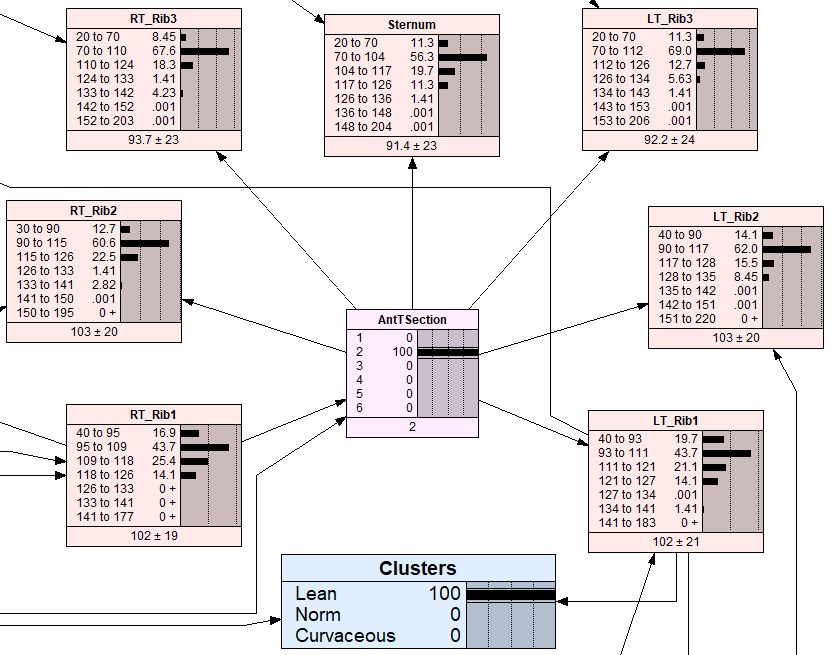 RT_Rib3
20 to 70 8.45
70 to 110 67.6
110 to 124 18.3
124 to 133 1.41
133 to 142 4.23
142 to 152 .001
152 to 203 .001
93.7 ± 23
Sternum
20 to 70 11.3
70 to 104 56.3
104 to 117 19.7
117 to 126 11.3
126 to 136 1.41
136 to 148 .001
148 to 204 .001
91.4 ± 23
LT_Rib3
20 to 70 11.3
70 to 112 69.0
112 to 126 12.7
126 to 134 5.63
134 to 143 1.41
143 to 153 .001
153 to 206 .001
92.2 ± 24
RT_Rib2
30 to 90 12.7
90 to 115 60.6
115 to 126 22.5
126 to 133 1.41
133 to 141 2.82
141 to 150 .001
150 to 195 0 +
103 ± 20
LT_Rib2
40 to 90 14.1
90 to 117 62.0
117 to 128 15.5
128 to 135 8.45
135 to 142 .001
142 to 151 .001
151 to 220 0 +
103 ± 20
AntTSection
1 0
2 100
3 0
4 0
5 0
6 0
2
RT_Rib1
40 to 95 16.9
95 to 109 43.7
109 to 118 25.4
118 to 126 14.1
126 to 133 0 +
133 to 141 0 +
141 to 177 0 +
102 ± 19
LT_Rib1
40 to 93 19.7
93 to 111 43.7
111 to 121 21.1
121 to 127 14.1
127 to 134 .001
134 to 141 1.41
141 to 183 0 +
102 ± 21
Clusters
Lean 100
Norm 0
Curvaceous 0